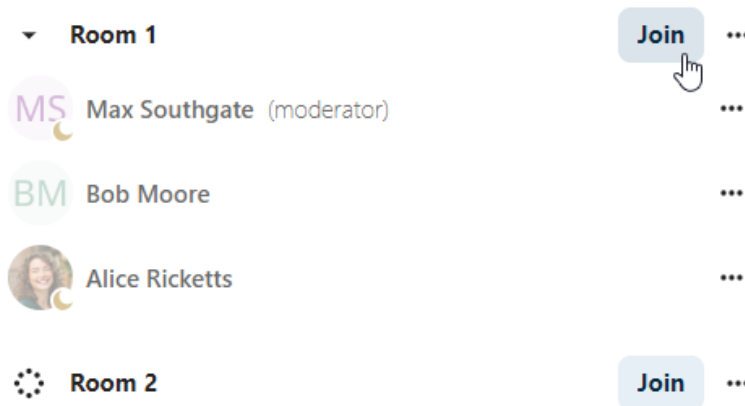 Room 1 Join
MS Max Southgate (moderator)
BM Bob Moore
Alice Ricketts
Room 2 Join